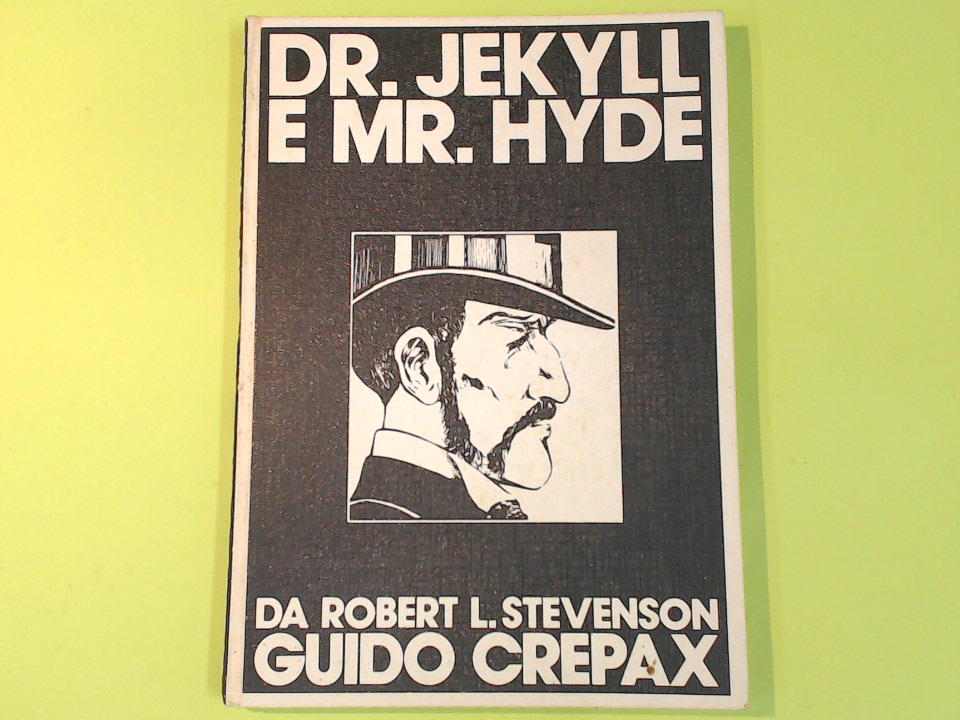 DR. JEKYLL
E MR. HYDE
DA ROBERT L. STEVENSON
GUIDO CREPAX